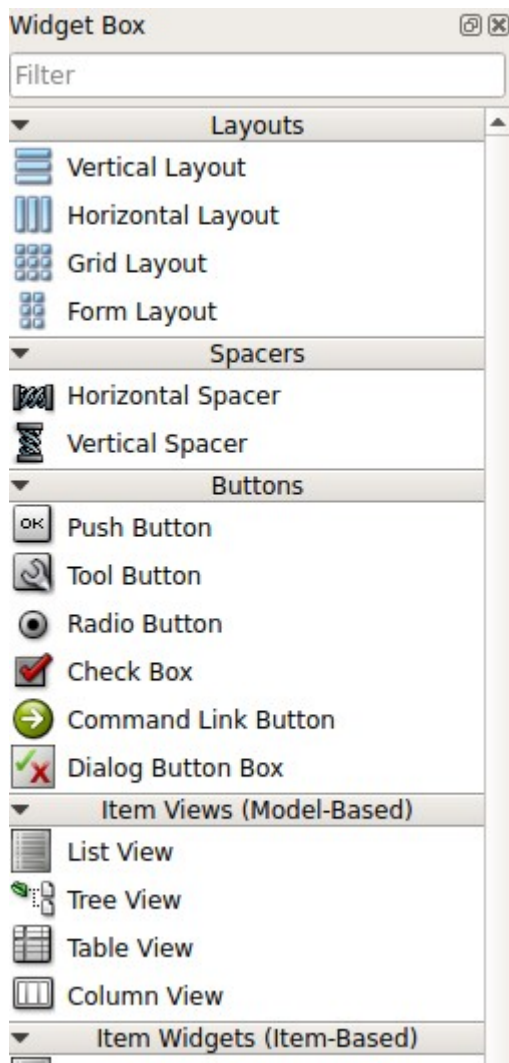 Widget Box
Filter
Layouts
Vertical Layout
Horizontal Layout
Grid Layout
Form Layout
Spacers
Horizontal Spacer
Vertical Spacer
Buttons
OK Push Button
Tool Button
Radio Button
Check Box
Command Link Button
Dialog Button Box
Item Views (Model-Based)
List View
Tree View
Table View
Column View
Item Widgets (Item-Based)